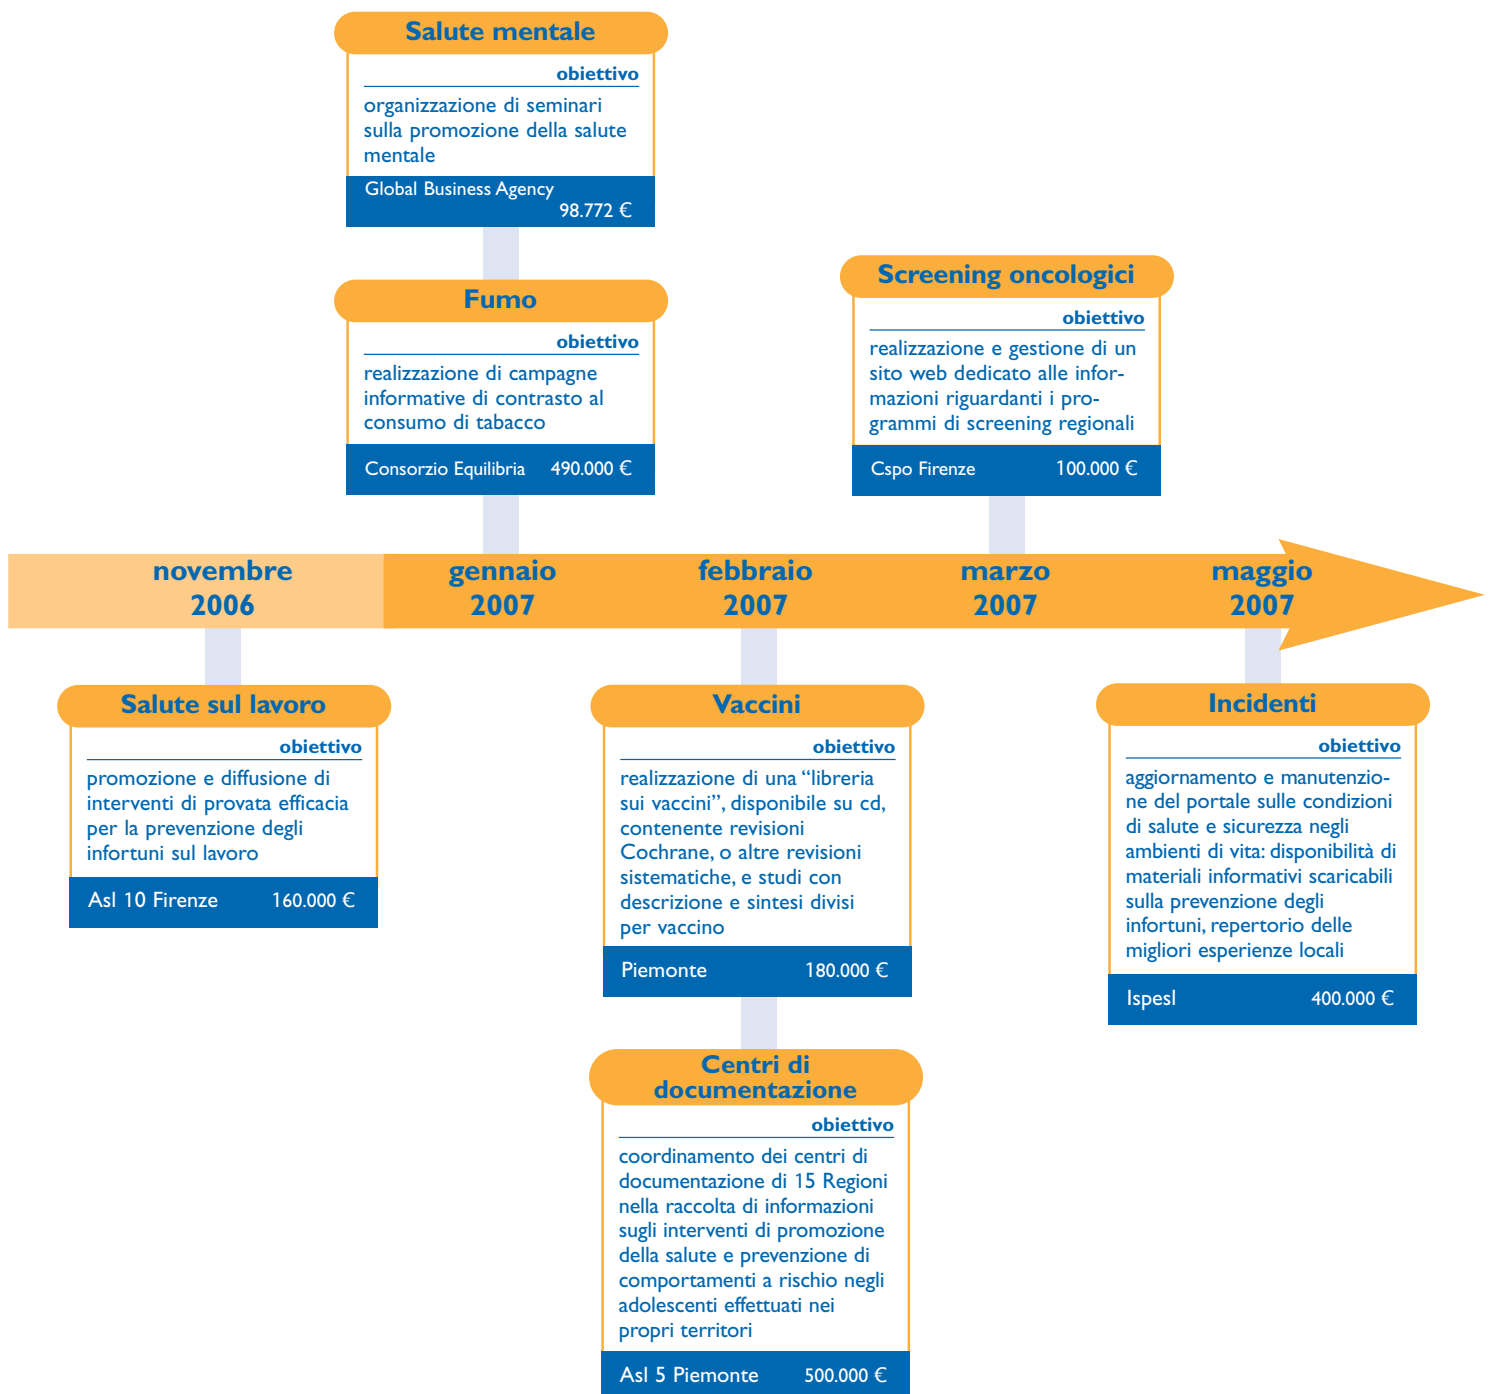 Salute mentale
obiettivo
organizzazione di seminari
sulla promozione della salute
mentale
Global Business Agency
98.772 €
Fumo
obiettivo
realizzazione di campagne
informative di contrasto al
consumo di tabacco
Consorzio Equilibria 490.000 €
Screening oncologici
obiettivo
realizzazione e gestione di un
sito web dedicato alle infor-
mazioni riguardanti i pro-
grammi di screening regionali
Cspo Firenze 100.000 €
novembre
2006
gennaio
2007
febbraio
2007
marzo
2007
maggio
2007
Salute sul lavoro
obiettivo
promozione e diffusione di
interventi di provata efficacia
per la prevenzione degli
infortuni sul lavoro
Asl 10 Firenze 160.000 €
Vaccini
obiettivo
realizzazione di una “libreria
sui vaccini”, disponibile su cd,
contenente revisioni
Cochrane, o altre revisioni
sistematiche, e studi con
descrizione e sintesi divisi
per vaccino
Piemonte 180.000 €
Centri di
documentazione
obiettivo
coordinamento dei centri di
documentazione di 15 Regioni
nella raccolta di informazioni
sugli interventi di promozione
della salute e prevenzione di
comportamenti a rischio negli
adolescenti effettuati nei
propri territori
Asl 5 Piemonte 500.000 €
Incidenti
obiettivo
aggiornamento e manutenzio-
ne del portale sulle condizioni
di salute e sicurezza negli
ambienti di vita: disponibilità di
materiali informativi scaricabili
sulla prevenzione degli
infortuni, repertorio delle
migliori esperienze locali
Ispesl 400.000 €